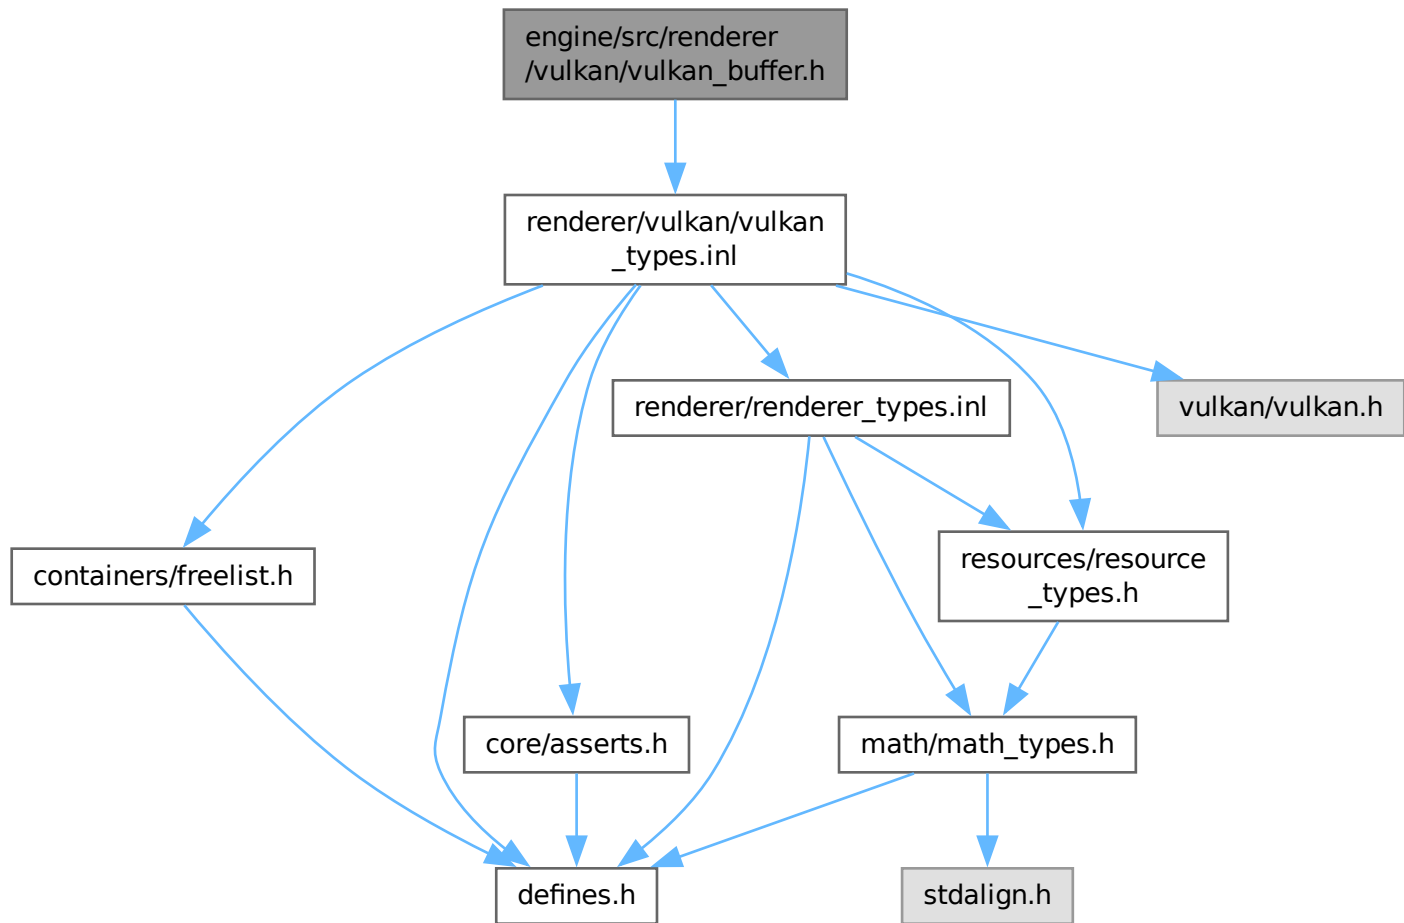 engine/src/renderer
/vulkan/vulkan_buffer.h
renderer/vulkan/vulkan
_types.inl
renderer/renderer_types.inl
vulkan/vulkan.h
containers/freelist.h
resources/resource
_types.h
core/asserts.h
math/math_types.h
defines.h
stdalign.h